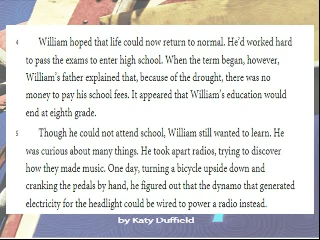 4 William hoped that life could now return to normal. He'd worked hard
to pass the exams to enter high school. When the term began, however,
William's father explained that, because of the drought, there was no
money to pay his school fees. It appeared that William's education would
end at eighth grade.
5 Though he could not attend school, William still wanted to learn. He
was curious about many things. He took apart radios, trying to discover
how they made music. One day, turning a bicycle upside down and
cranking the pedals by hand, he figured out that the dynamo that generated
electricity for the headlight could be wired to power a radio instead.
by Katy Duffield